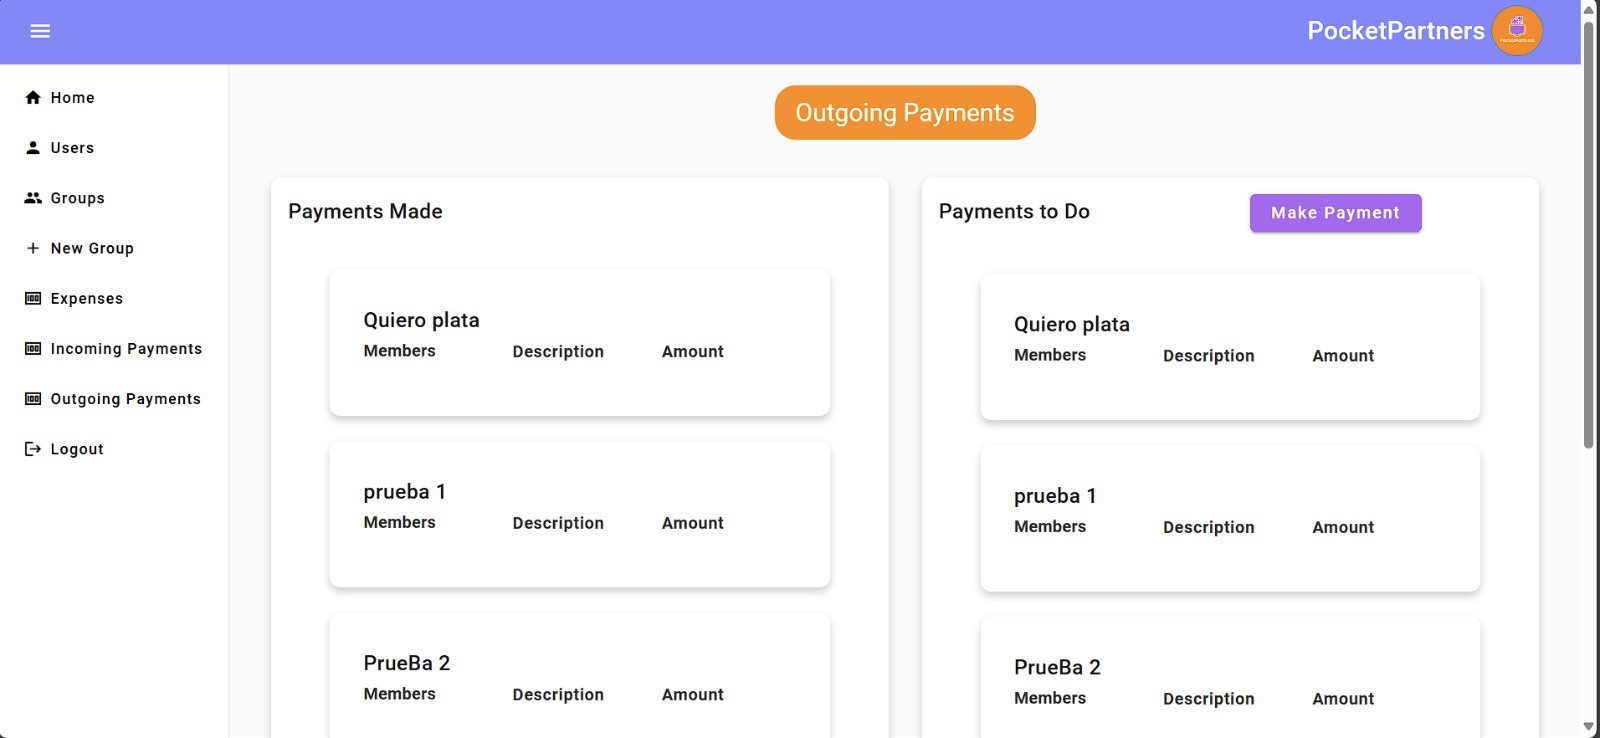 PocketPartners
Home
Users
Groups
New Group
Expenses
Incoming Payments
Outgoing Payments
Logout
Outgoing Payments
Payments Made
Quiero plata
Members Description Amount
prueba 1
Members Description Amount
PrueBa 2
Members Description Amount
Payments to Do
Make Payment
Quiero plata
Members Description Amount
prueba 1
Members Description Amount
PrueBa 2
Members Description Amount